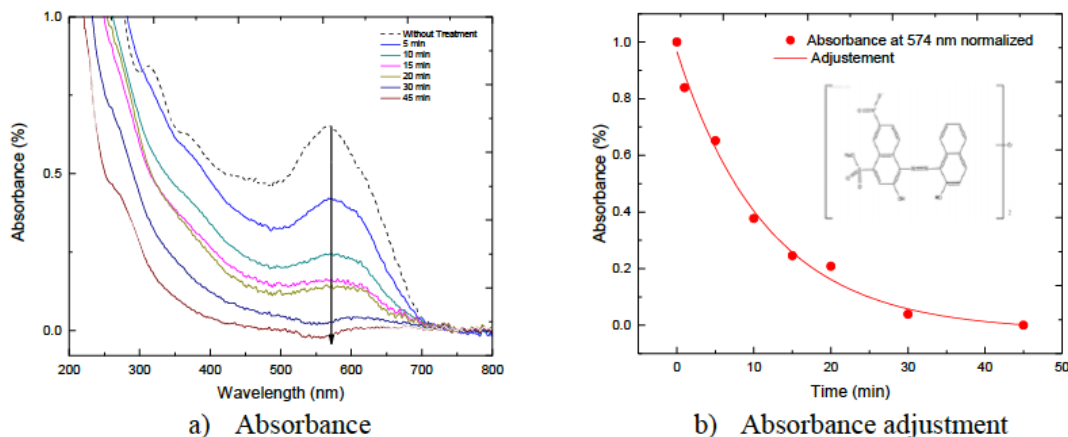 1.0
0.5
0.0
200 300 400 500 600 700 800
Absorbance (%)
Wavelength (nm)
Without Treatment
5 min
10 min
15 min
20 min
30 min
45 min
a) Absorbance
1.0
0.8
0.6
0.4
0.2
0.0
0 10 20 30 40 50
Absorbance (%)
Time (min)
Absorbance at 574 nm normalized
Adjustement
b) Absorbance adjustment